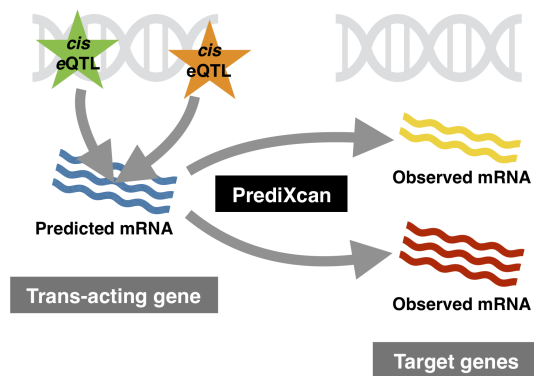 cis
eQTL
cis
eQTL
Observed mRNA
PrediXcan
Predicted mRNA
Trans-acting gene
Observed mRNA
Target genes